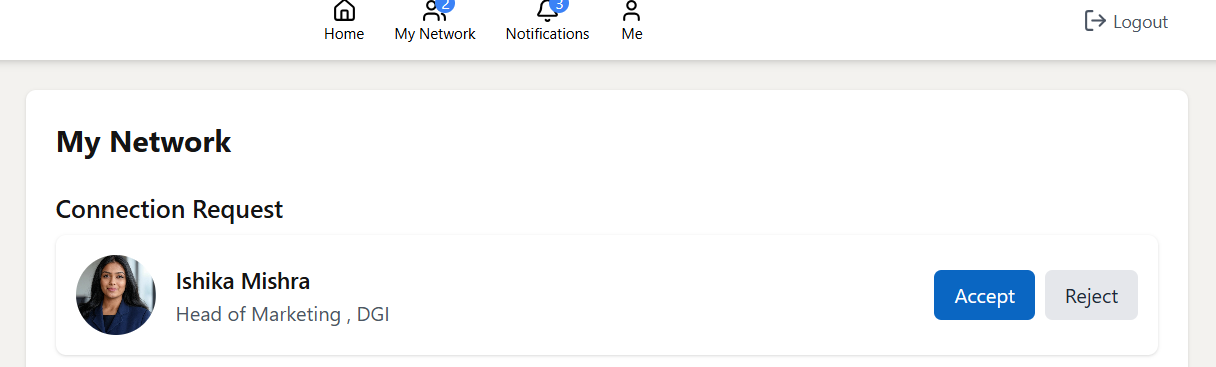 2
3
Home
My Network
Notifications
Me
Logout
My Network
Connection Request
Ishika Mishra
Head of Marketing , DGI
Accept
Reject